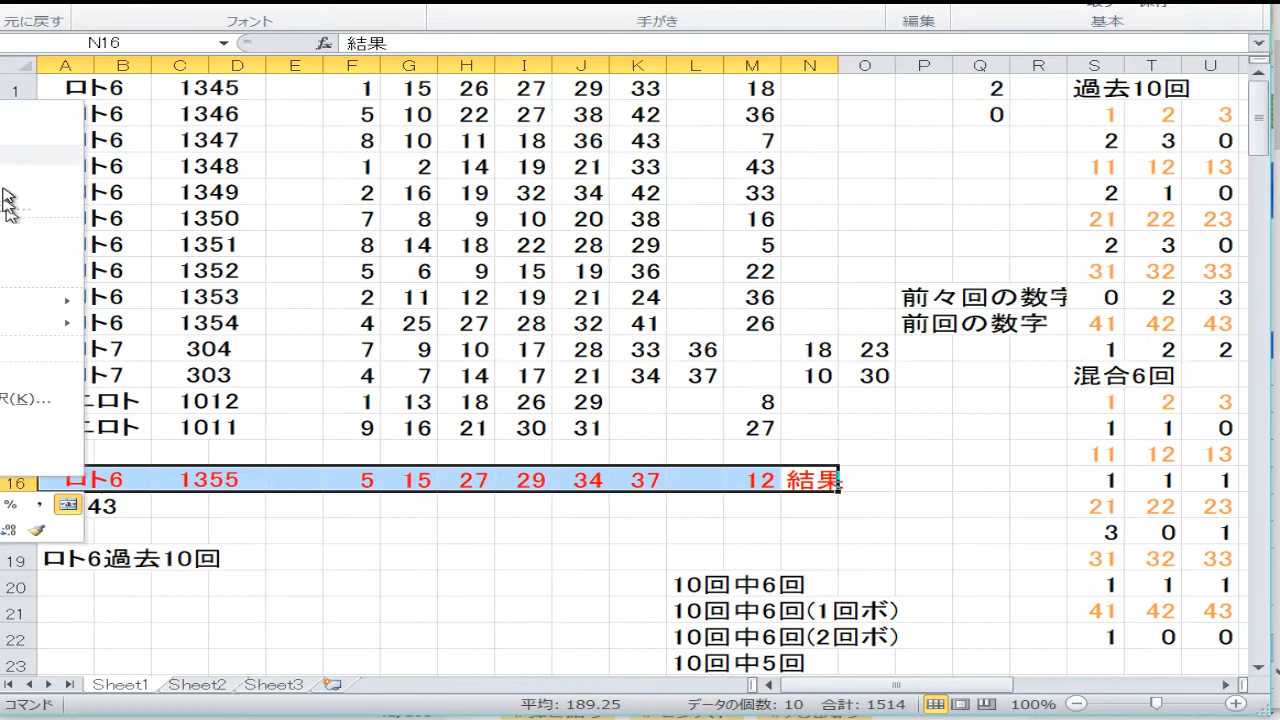 元に戻す フォント 手がき 編集 基本
N16 fx 結果
A B C D E F G H I J K L M N O P Q R S T U
1 ロト6 1345 1 15 26 27 29 33 18 2 過去10回
ロト6 1346 5 10 22 27 38 42 36 0 1 2 3
ロト6 1347 8 10 11 18 36 43 7 2 3 0
ロト6 1348 1 2 14 19 21 33 43 11 12 13
ロト6 1349 2 16 19 32 34 42 33 2 1 0
ロト6 1350 7 8 9 10 20 38 16 21 22 23
ロト6 1351 8 14 18 22 28 29 5 2 3 0
ロト6 1352 5 6 9 15 19 36 22 31 32 33
ロト6 1353 2 11 12 19 21 24 36 前々回の数字 0 2 3
ロト6 1354 4 25 27 28 32 41 26 前回の数字 41 42 43
ロト7 304 7 9 10 17 28 33 36 18 23 1 2 2
ロト7 303 4 7 14 17 21 34 37 10 30 混合6回
択(K)... ニロト 1012 1 13 18 26 29 8 1 2 3
ニロト 1011 9 16 21 30 31 27 1 1 0
11 12 13
16 ロト6 1355 5 15 27 29 34 37 12 結果 1 1 1
% , 43 21 22 23
3 0 1
19 ロト6過去10回 31 32 33
20 10回中6回 1 1 1
21 10回中6回(1回ボ) 41 42 43
22 10回中6回(2回ボ) 1 0 0
23 10回中5回
Sheet1 Sheet2 Sheet3
コマンド 平均: 189.25 データの個数: 10 合計: 1514 100%